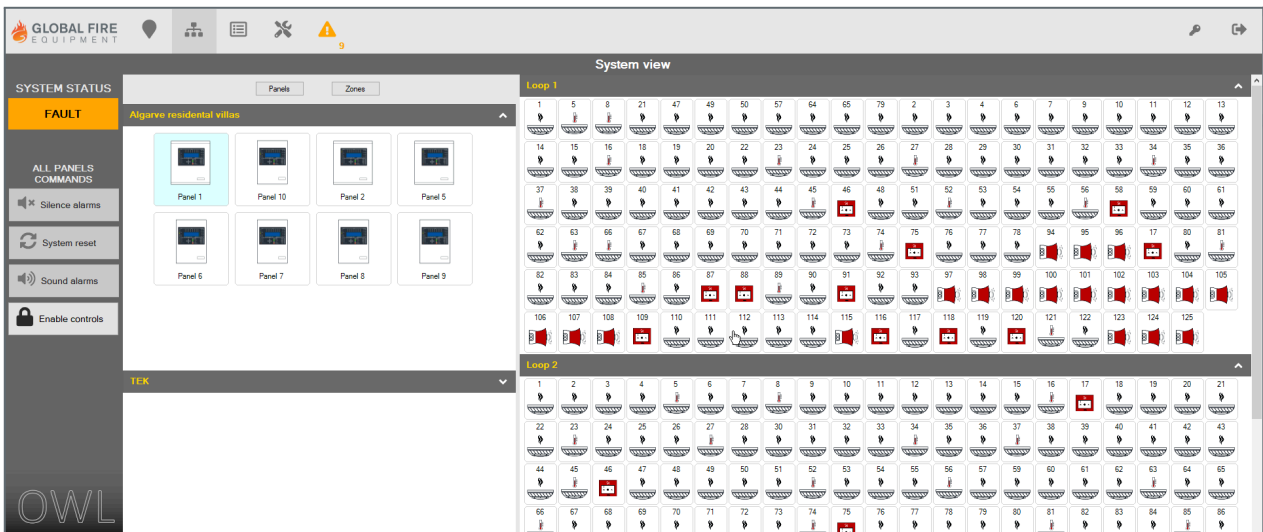 GLOBAL FIRE
EQUIPMENT
9
System view
SYSTEM STATUS
FAULT
ALL PANELS
COMMANDS
Silence alarms
System reset
Sound alarms
Enable controls
OWL
Panels
Zones
Algarve residental villas
Panel 1
Panel 10
Panel 2
Panel 5
Panel 6
Panel 7
Panel 8
Panel 9
TEK
Loop 1
1 5 8 21 47 49 50 57 64 65 79 2 3 4 6 7 9 10 11 12 13
14 15 16 18 19 20 22 23 24 25 26 27 28 29 30 31 32 33 34 35 36
37 38 39 40 41 42 43 44 45 46 48 51 52 53 54 55 56 58 59 60 61
62 63 66 67 68 69 70 71 72 73 74 75 76 77 78 94 95 96 17 80 81
82 83 84 85 86 87 88 89 90 91 92 93 97 98 99 100 101 102 103 104 105
106 107 108 109 110 111 112 113 114 115 116 117 118 119 120 121 122 123 124 125
Loop 2
1 2 3 4 5 6 7 8 9 10 11 12 13 14 15 16 17 18 19 20 21
22 23 24 25 26 27 28 30 31 32 33 34 35 36 37 38 39 40 41 42 43
44 45 46 47 48 49 50 51 52 53 54 55 56 57 59 60 61 62 63 64 65
66 67 68 69 70 71 72 73 74 75 76 77 78 79 80 81 82 83 84 85 86